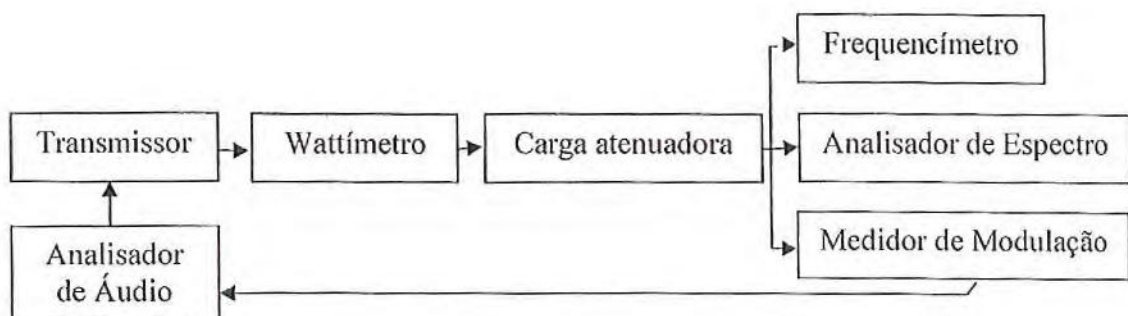 Frequencímetro
Transmissor
Wattímetro
Carga atenuadora
Analisador de Espectro
Medidor de Modulação
Analisador
de Áudio